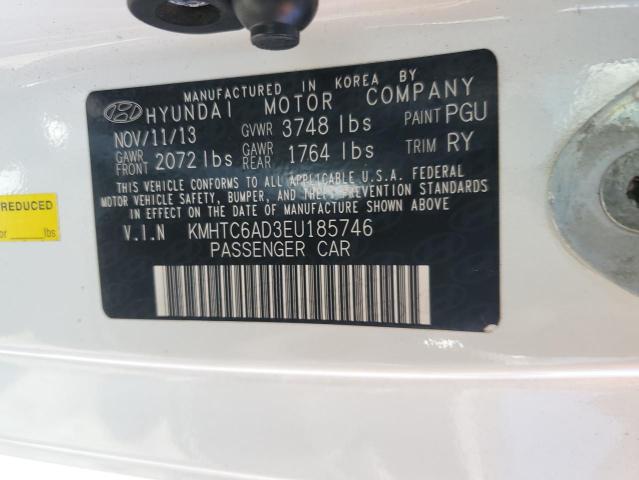 MANUFACTURED IN KOREA BY
HYUNDAI MOTOR COMPANY
NOV/11/13 GVWR 3748 lbs PAINT PGU
GAWR FRONT 2072 lbs GAWR REAR 1764 lbs TRIM RY
THIS VEHICLE CONFORMS TO ALL APPLICABLE U.S.A. FEDERAL
MOTOR VEHICLE SAFETY, BUMPER, AND THEFT PREVENTION STANDARDS
IN EFFECT ON THE DATE OF MANUFACTURE SHOWN ABOVE
V.I.N KMHTC6AD3EU185746
PASSENGER CAR
REDUCED
or lbs